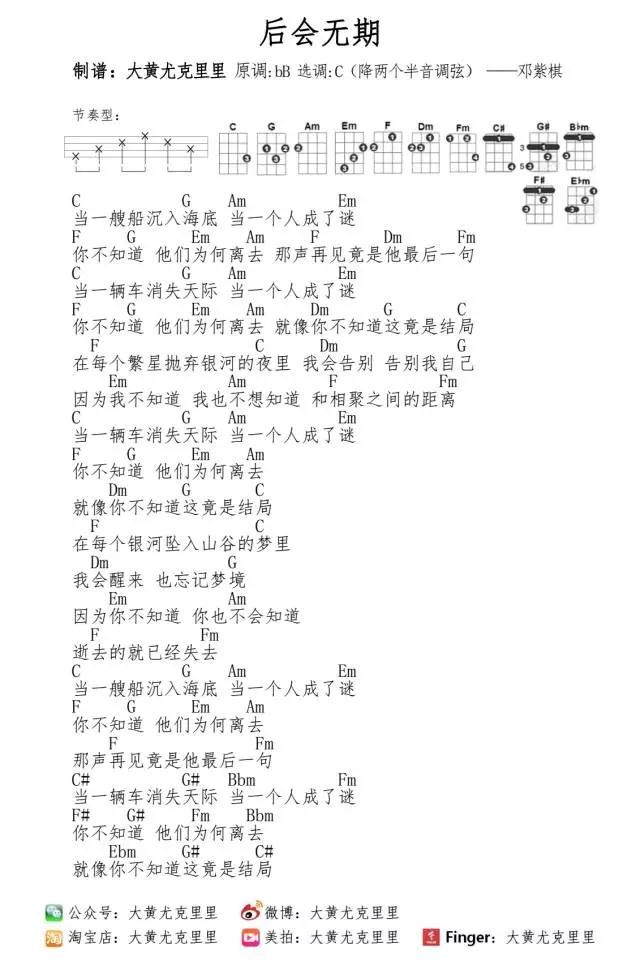 后会无期
制谱：大黄尤克里里 原调:bB 选调:C（降两个半音调弦） ——邓紫棋
节奏型：
C G Am Em F Dm Fm C# G# Bbm
3
5
F# Ebm
C G Am Em
当一艘船沉入海底 当一个人成了谜
F G Em Am F Dm Fm
你不知道 他们为何离去 那声再见竟是他最后一句
C G Am Em
当一辆车消失天际 当一个人成了谜
F G Em Am Dm G C
你不知道 他们为何离去 就像你不知道这竟是结局
F C Dm G
在每个繁星抛弃银河的夜里 我会告别 告别我自己
Em Am F Fm
因为我不知道 我也不想知道 和相聚之间的距离
C G Am Em
当一辆车消失天际 当一个人成了谜
F G Em Am
你不知道 他们为何离去
Dm G C
就像你不知道这竟是结局
F C
在每个银河坠入山谷的梦里
Dm G
我会醒来 也忘记梦境
Em Am
因为你不知道 你也不会知道
F Fm
逝去的就已经失去
C G Am Em
当一艘船沉入海底 当一个人成了谜
F G Em Am
你不知道 他们为何离去
F Fm
那声再见竟是他最后一句
C# G# Bbm Fm
当一辆车消失天际 当一个人成了谜
F# G# Fm Bbm
你不知道 他们为何离去
Ebm G# C#
就像你不知道这竟是结局
公众号：大黄尤克里里 微博：大黄尤克里里
淘 淘宝店：大黄尤克里里 美拍：大黄尤克里里 Finger：大黄尤克里里